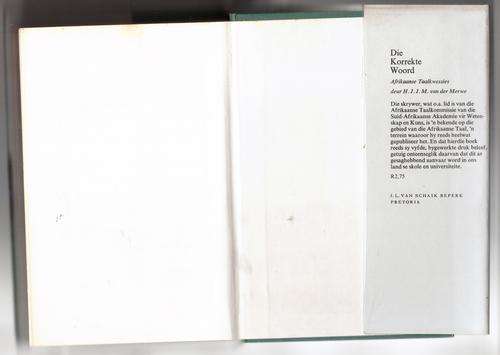 Die
Korrekte
Woord
Afrikaanse Taalkwessies
deur H. J. J. M. van der Merwe
Die skrywer, wat o.a. lid is van die
Afrikaanse Taalkommissie van die
Suid-Afrikaanse Akademie vir Weten-
skap en Kuns, is 'n bekende op die
gebied van die Afrikaanse Taal, 'n
terrein waaroor hy reeds heelwat
gepubliseer het. En dat hierdie boek
reeds sy vyfde, bygewerkte druk beleef,
getuig onteenseglik daarvan dat dit as
gesaghebbend aanvaar word in ons
land se skole en universiteite.
R2,75
J. L. VAN SCHAIK BEPERK
PRETORIA